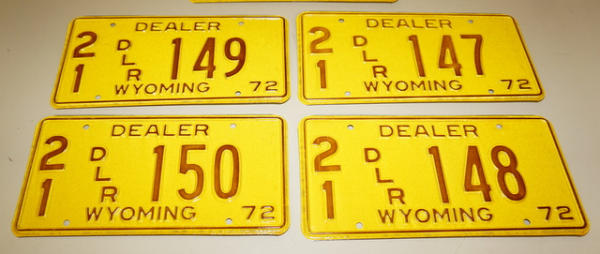 DEALER
21 DLR 149
WYOMING 72
DEALER
21 DLR 147
WYOMING 72
DEALER
21 DLR 150
WYOMING 72
DEALER
21 DLR 148
WYOMING 72